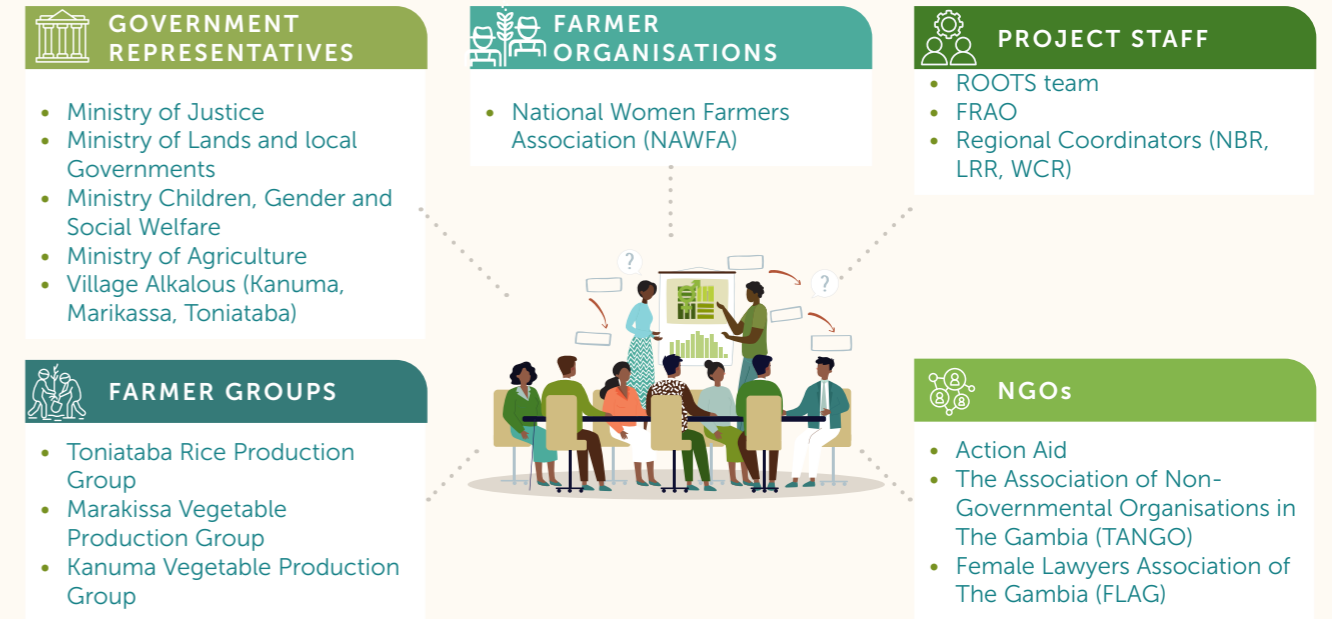 GOVERNMENT
REPRESENTATIVES
• Ministry of Justice
• Ministry of Lands and local
Governments
• Ministry Children, Gender and
Social Welfare
• Ministry of Agriculture
• Village Alkalous (Kanuma,
Marikassa, Toniataba)
FARMER
ORGANISATIONS
• National Women Farmers
Association (NAWFA)
PROJECT STAFF
• ROOTS team
• FRAO
• Regional Coordinators (NBR,
LRR, WCR)
?
?
FARMER GROUPS
• Toniataba Rice Production
Group
• Marakissa Vegetable
Production Group
• Kanuma Vegetable Production
Group
NGOs
• Action Aid
• The Association of Non-
Governmental Organisations in
The Gambia (TANGO)
• Female Lawyers Association of
The Gambia (FLAG)